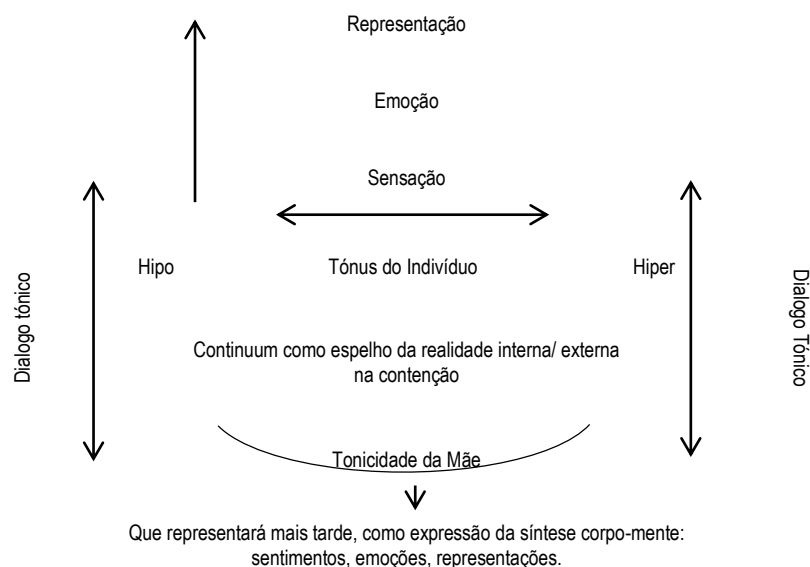 Representação
Emoção
Sensação
Hipo
Tónus do Indivíduo
Hiper
Dialogo tónico
Dialogo Tónico
Continuum como espelho da realidade interna/ externa
na contenção
Tonicidade da Mãe
Que representará mais tarde, como expressão da síntese corpo-mente:
sentimentos, emoções, representações.